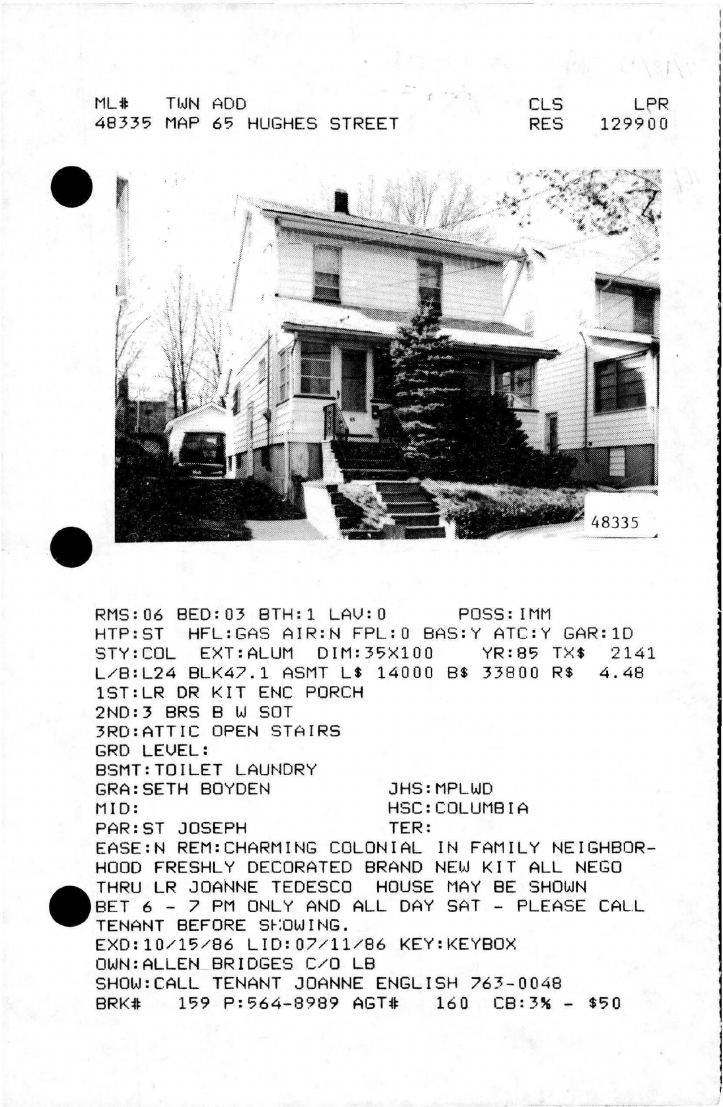 ML# TWN ADD CLS LPR
48335 MAP 65 HUGHES STREET RES 129900
48335
RMS:06 BED:03 BTH:1 LAV:0 POSS:IMM
HTP:ST HFL:GAS AIR:N FPL:0 BAS:Y ATC:Y GAR:1D
STY:COL EXT:ALUM DIM:35X100 YR:85 TX$ 2141
L/B:L24 BLK47.1 ASMT L$ 14000 B$ 33800 R$ 4.48
1ST:LR DR KIT ENC PORCH
2ND:3 BRS B W SOT
3RD:ATTIC OPEN STAIRS
GRD LEVEL:
BSMT:TOILET LAUNDRY
GRA:SETH BOYDEN JHS:MPLWD
MID: HSC:COLUMBIA
PAR:ST JOSEPH TER:
EASE:N REM:CHARMING COLONIAL IN FAMILY NEIGHBOR-
HOOD FRESHLY DECORATED BRAND NEW KIT ALL NEGO
THRU LR JOANNE TEDESCO HOUSE MAY BE SHOWN
BET 6 - 7 PM ONLY AND ALL DAY SAT - PLEASE CALL
TENANT BEFORE SHOWING.
EXD:10/15/86 LID:07/11/86 KEY:KEYBOX
OWN:ALLEN BRIDGES C/O LB
SHOW:CALL TENANT JOANNE ENGLISH 763-0048
BRK# 159 P:564-8989 AGT# 160 CB:3% - $50